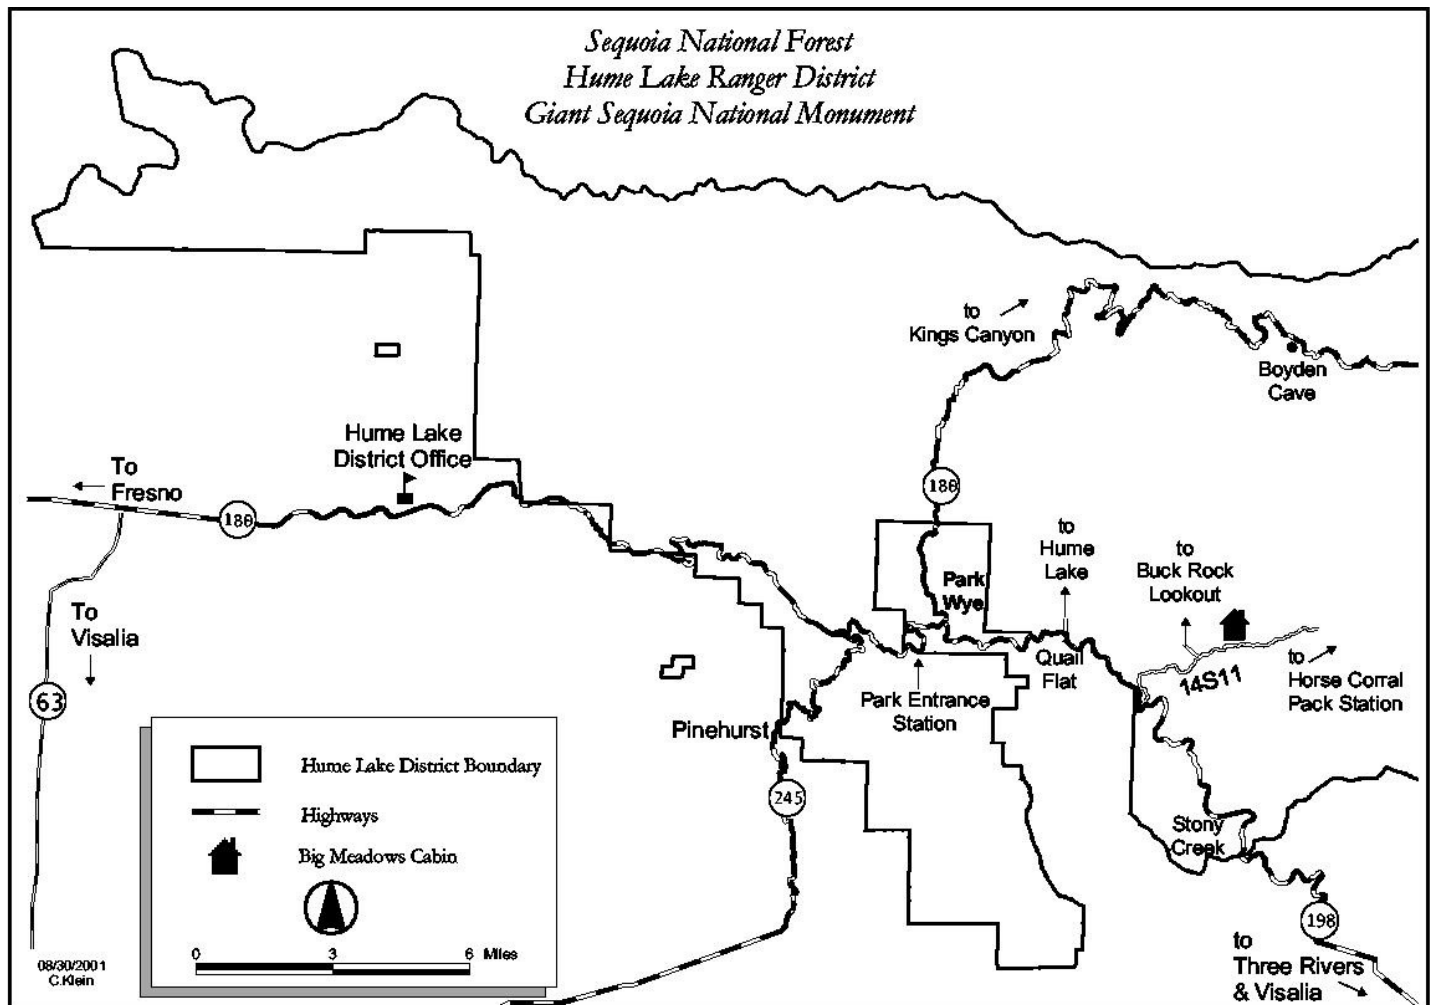 Sequoia National Forest
Hume Lake Ranger District
Giant Sequoia National Monument
to
Kings Canyon
Boyden
Cave
Hume Lake
District Office
To
Fresno
180
180
to
Hume
Lake
to
Buck Rock
Lookout
Park
Wye
To
Visalia
Quail
Flat
14S11
to
Horse Corral
Pack Station
63
Park Entrance
Station
Pinehurst
245
Stony
Creek
198
to
Three Rivers
& Visalia
Hume Lake District Boundary
Highways
Big Meadows Cabin
0 3 6 Miles
08/30/2001
C.Klein